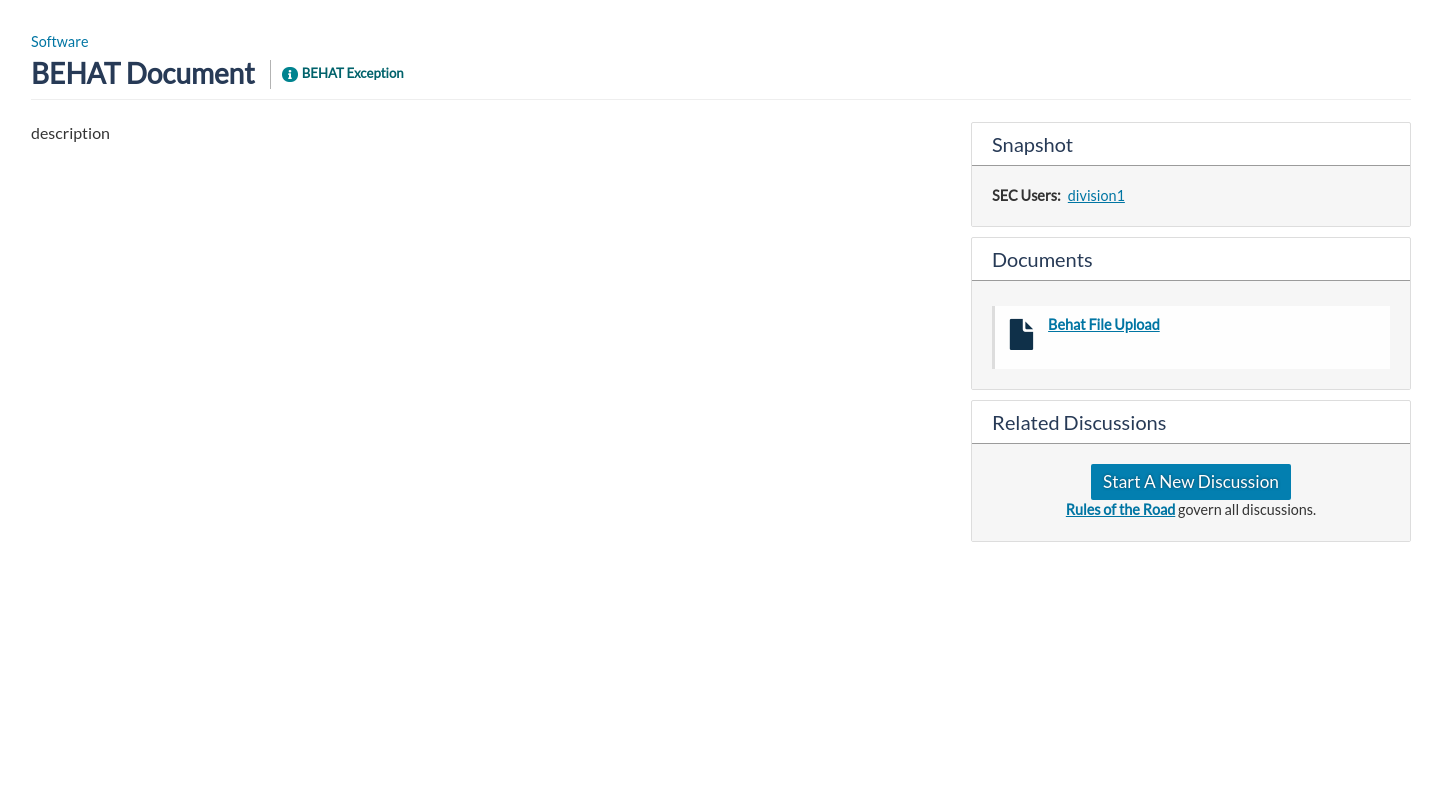 Software
BEHAT Document
BEHAT Exception
description
Snapshot
SEC Users: division1
Documents
Behat File Upload
Related Discussions
Start A New Discussion
Rules of the Road govern all discussions.